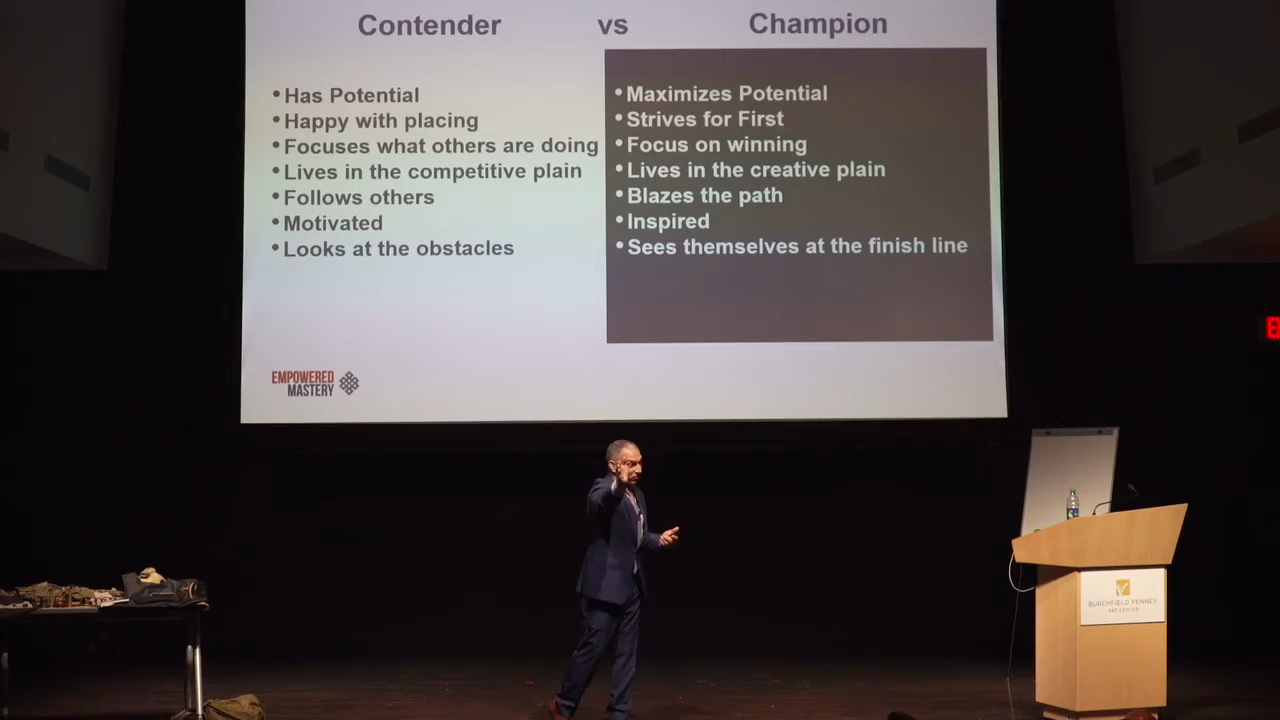 Contender vs Champion
• Has Potential
• Happy with placing
• Focuses what others are doing
• Lives in the competitive plain
• Follows others
• Motivated
• Looks at the obstacles
• Maximizes Potential
• Strives for First
• Focus on winning
• Lives in the creative plain
• Blazes the path
• Inspired
• Sees themselves at the finish line
EMPOWERED
MASTERY
E
BURCHFIELD PENNEY
ART CENTER